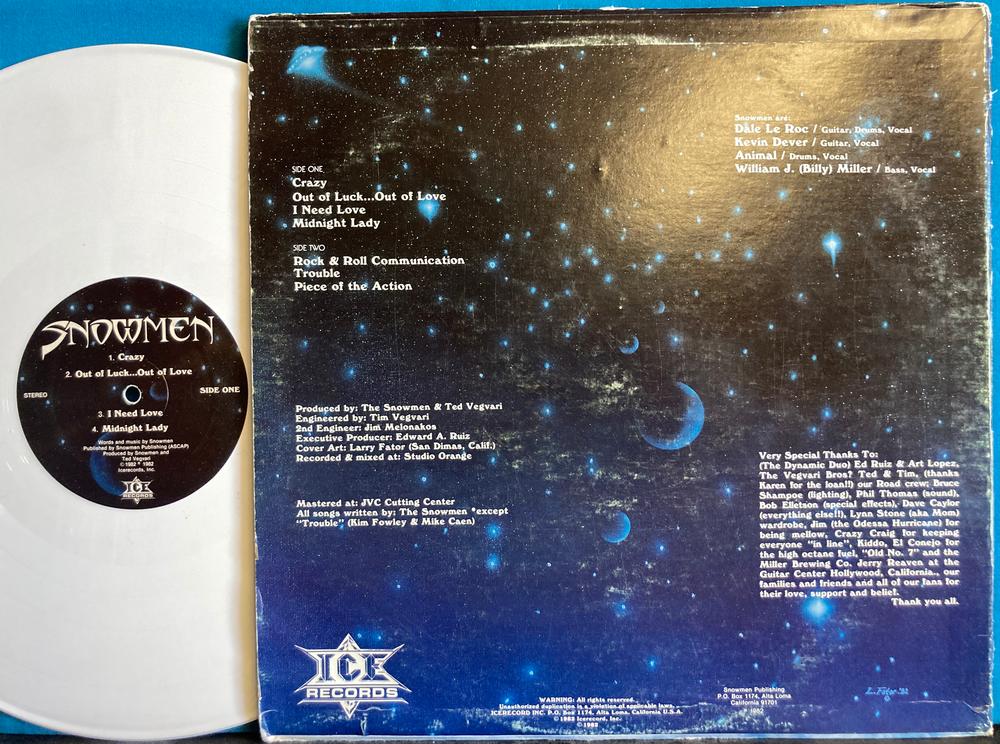 SNOWMEN
1. Crazy
2. Out of Luck...Out of Love
STEREO
SIDE ONE
3. I Need Love
4. Midnight Lady
Words and music by Snowmen
Published by Snowmen Publishing (ASCAP)
Produced by Snowmen and
Ted Vegvari
©1982 ℗ 1982
Icerecords, Inc.
ICE
RECORDS
SIDE ONE
Crazy
Out of Luck...Out of Love
I Need Love
Midnight Lady
SIDE TWO
Rock & Roll Communication
Trouble
Piece of the Action
Snowmen are:
Dale Le Roc / Guitar, Drums, Vocal
Kevin Dever / Guitar, Vocal
Animal / Drums, Vocal
William J. (Billy) Miller / Bass, Vocal
Produced by: The Snowmen & Ted Vegvari
Engineered by: Tim Vegvari
2nd Engineer: Jim Melonakos
Executive Producer: Edward A. Ruiz
Cover Art: Larry Fator (San Dimas, Calif.)
Recorded & mixed at: Studio Orange
Mastered at: JVC Cutting Center
All songs written by: The Snowmen *except
"Trouble" (Kim Fowley & Mike Caen)
Very Special Thanks To:
(The Dynamic Duo) Ed Ruiz & Art Lopez,
The Vegvari Bros? Ted & Tim, (thanks
Karen for the loan!!) our Road crew; Bruce
Shampoe (lighting), Phil Thomas (sound),
Bob Elletson (special effects), Dave Caylor
(everything else!!), Lynn Stone (aka Mom)
wardrobe, Jim (the Odessa Hurricane) for
being mellow, Crazy Craig for keeping
everyone "in line", Kiddo, El Conejo for
the high octane fuel, "Old No. 7" and the
Miller Brewing Co. Jerry Reaven at the
Guitar Center Hollywood, California., our
families and friends and all of our fans for
their love, support and belief.
Thank you all.
ICE
RECORDS
WARNING: All rights reserved.
Unauthorized duplication is a violation of applicable laws.
ICERECORD INC. P.O. Box 1174, Alta Loma, California U.S.A.
© 1982 Icerecord, Inc.
©1982
Snowmen Publishing
P.O. Box 1174, Alta Loma
California 91701
1982
L. Fator '82